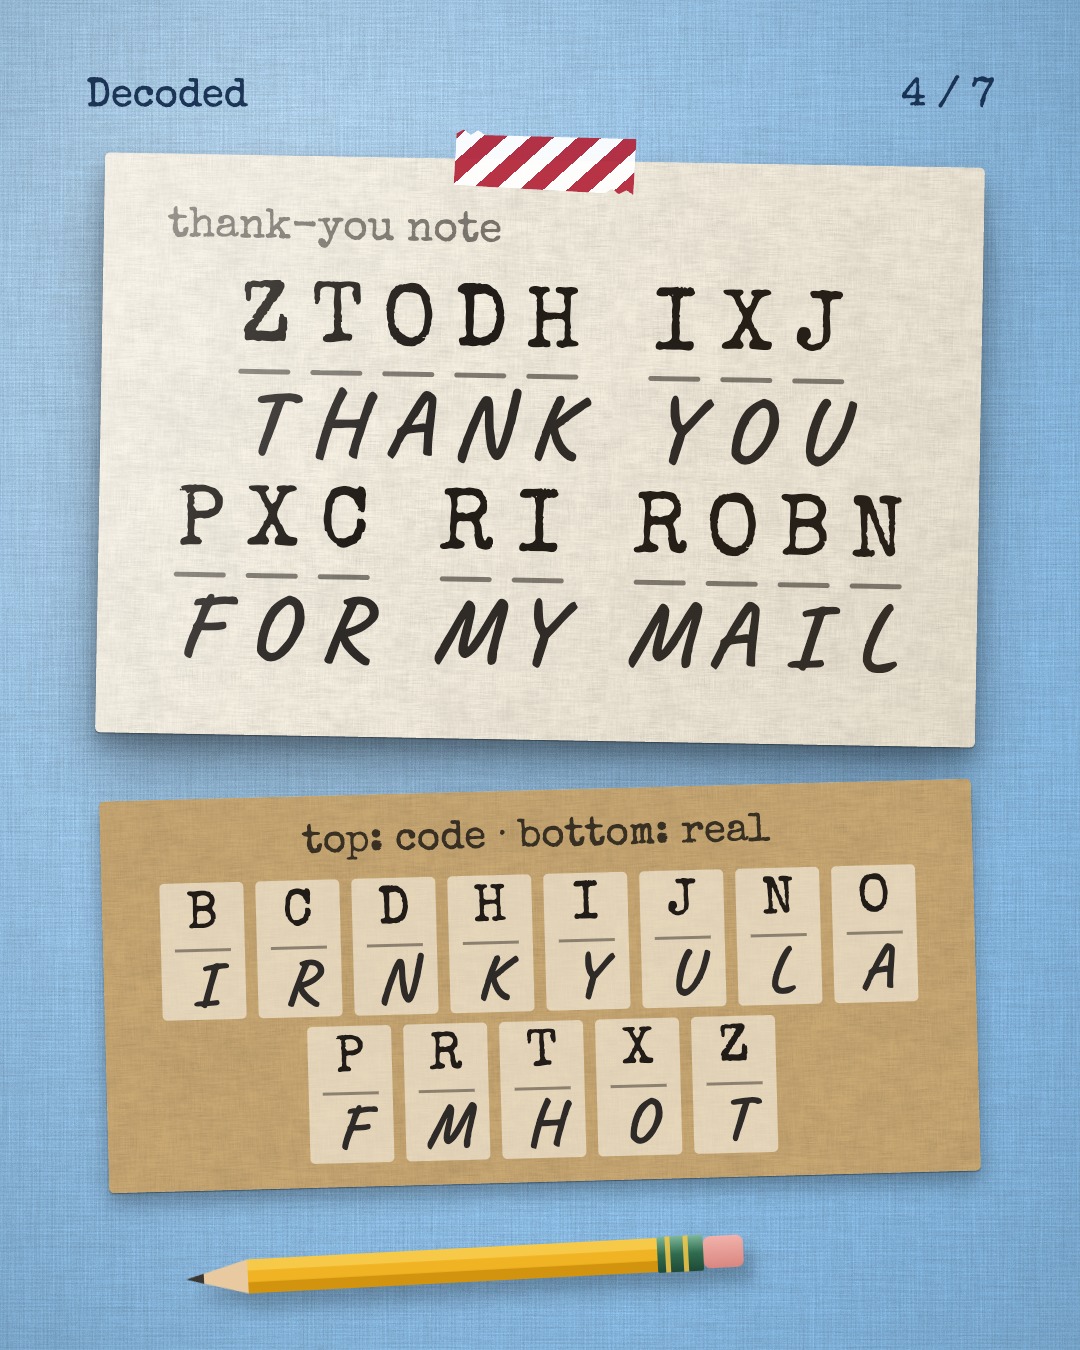 Decoded
4 / 7
thank-you note
ZTODH IXJ
THANK YOU
PXC RI ROBN
FOR MY MAIL
top: code · bottom: real
B C D H I J N O
I R N K Y U L A
P R T X Z
F M H O T